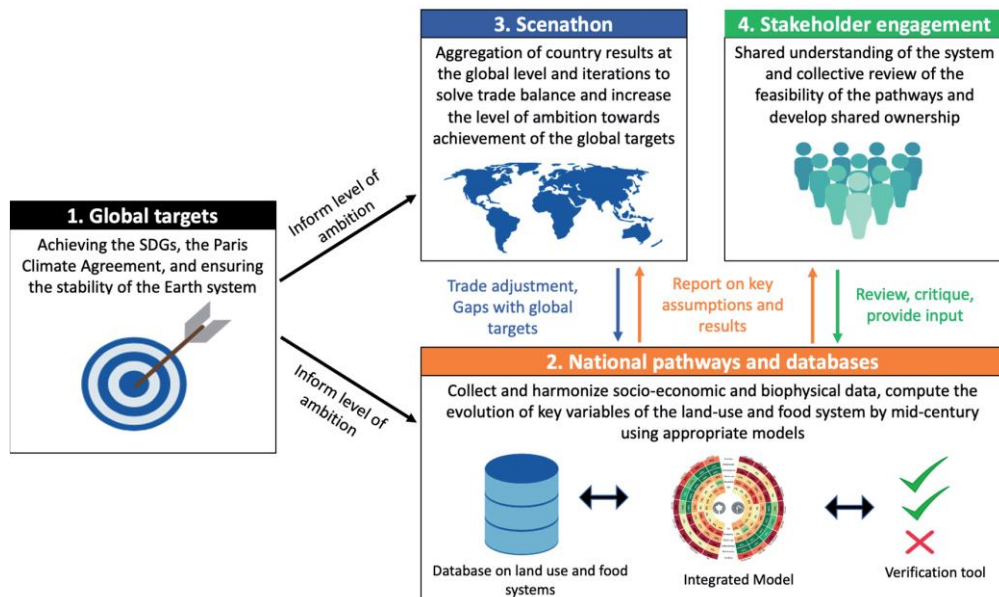 3. Scenathon
Aggregation of country results at
the global level and iterations to
solve trade balance and increase
the level of ambition towards
achievement of the global targets
4. Stakeholder engagement
Shared understanding of the system
and collective review of the
feasibility of the pathways and
develop shared ownership
1. Global targets
Achieving the SDGs, the Paris
Climate Agreement, and ensuring
the stability of the Earth system
Inform level of
ambition
Inform level of
ambition
Trade adjustment,
Gaps with global
targets
Report on key
assumptions and
results
Review, critique,
provide input
2. National pathways and databases
Collect and harmonize socio-economic and biophysical data, compute the
evolution of key variables of the land-use and food system by mid-century
using appropriate models
Database on land use and food
systems
Integrated Model
Verification tool